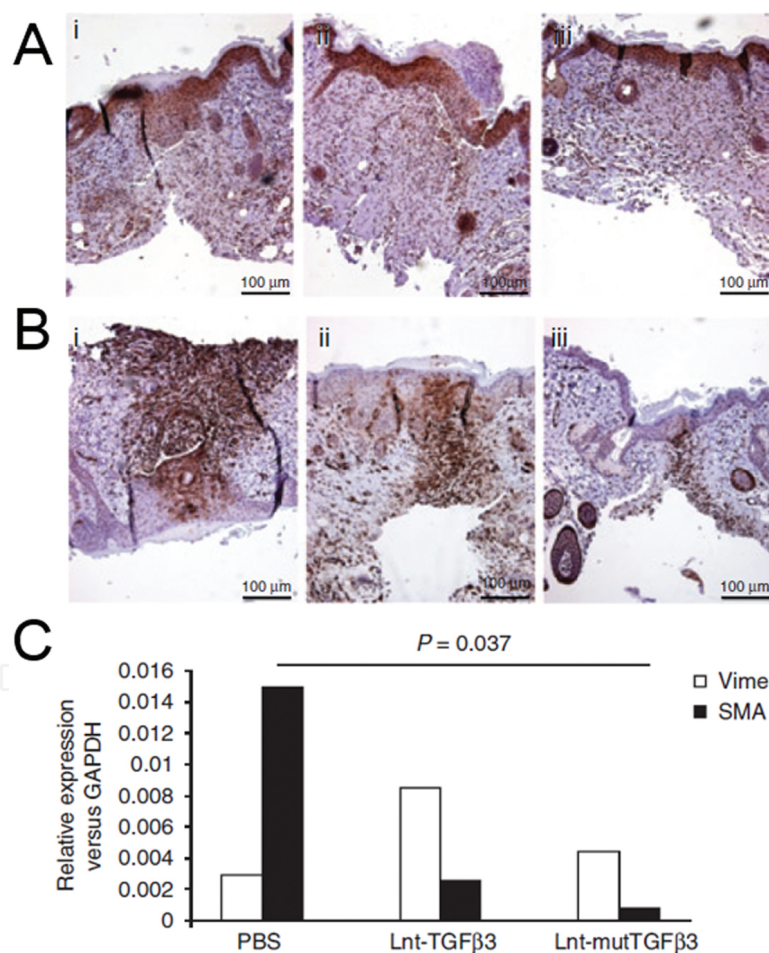 A
i
ii
iii
100 μm
100 μm
100 μm
B
i
ii
iii
100 μm
100 μm
100 μm
C
P = 0.037
Relative expression
versus GAPDH
0.016
0.014
0.012
0.01
0.008
0.006
0.004
0.002
0
Vime
SMA
PBS
Lnt-TGFβ3
Lnt-mutTGFβ3